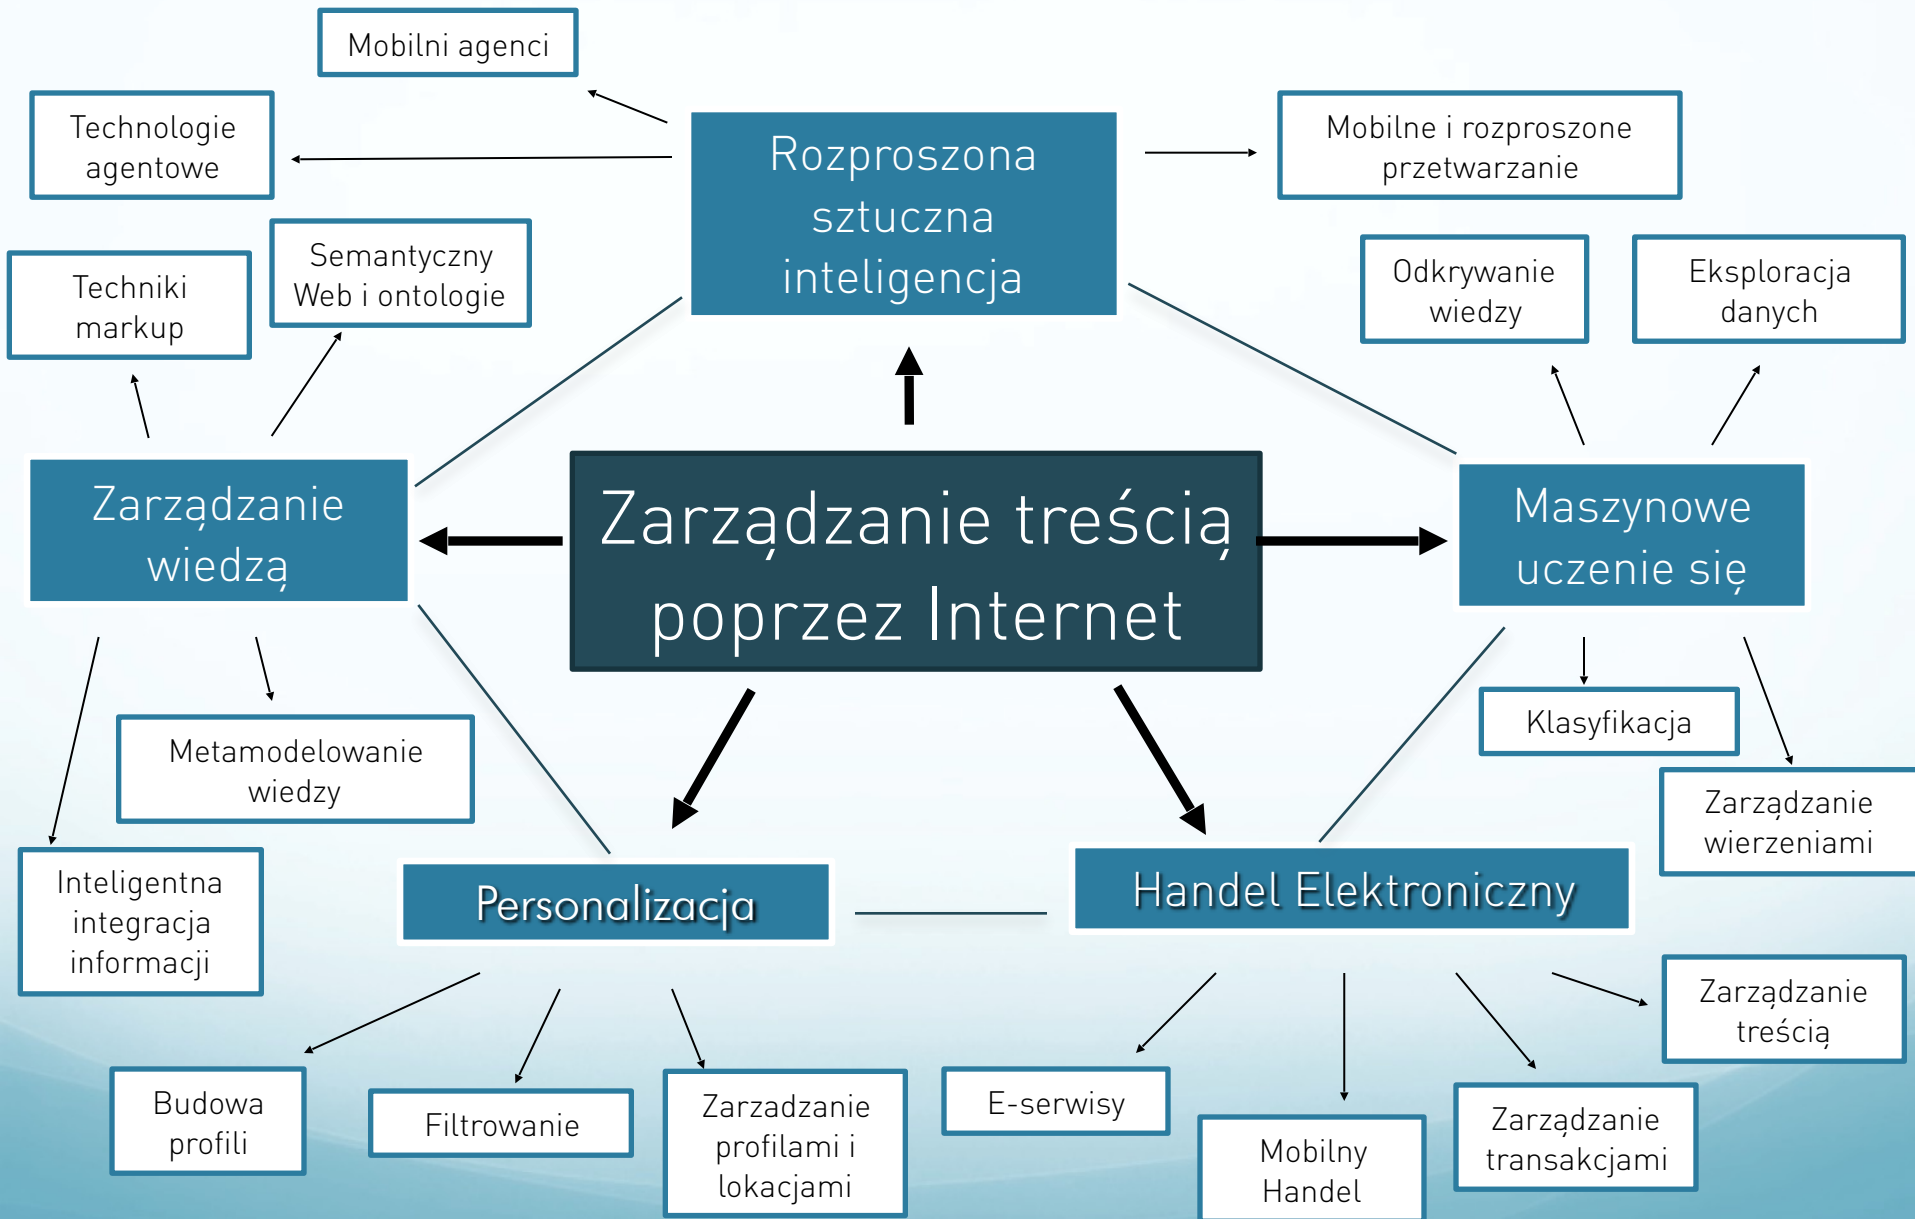 Mobilni agenci
Technologie
agentowe
Rozproszona
sztuczna
inteligencja
Mobilne i rozproszone
przetwarzanie
Techniki
markup
Semantyczny
Web i ontologie
Odkrywanie
wiedzy
Eksploracja
danych
Zarządzanie
wiedzą
Zarządzanie treścią
poprzez Internet
Maszynowe
uczenie się
Metamodelowanie
wiedzy
Klasyfikacja
Zarządzanie
wierzeniami
Inteligentna
integracja
informacji
Personalizacja
Handel Elektroniczny
Zarządzanie
treścią
Budowa
profili
Filtrowanie
Zarzadzanie
profilami i
lokacjami
E-serwisy
Mobilny
Handel
Zarządzanie
transakcjami